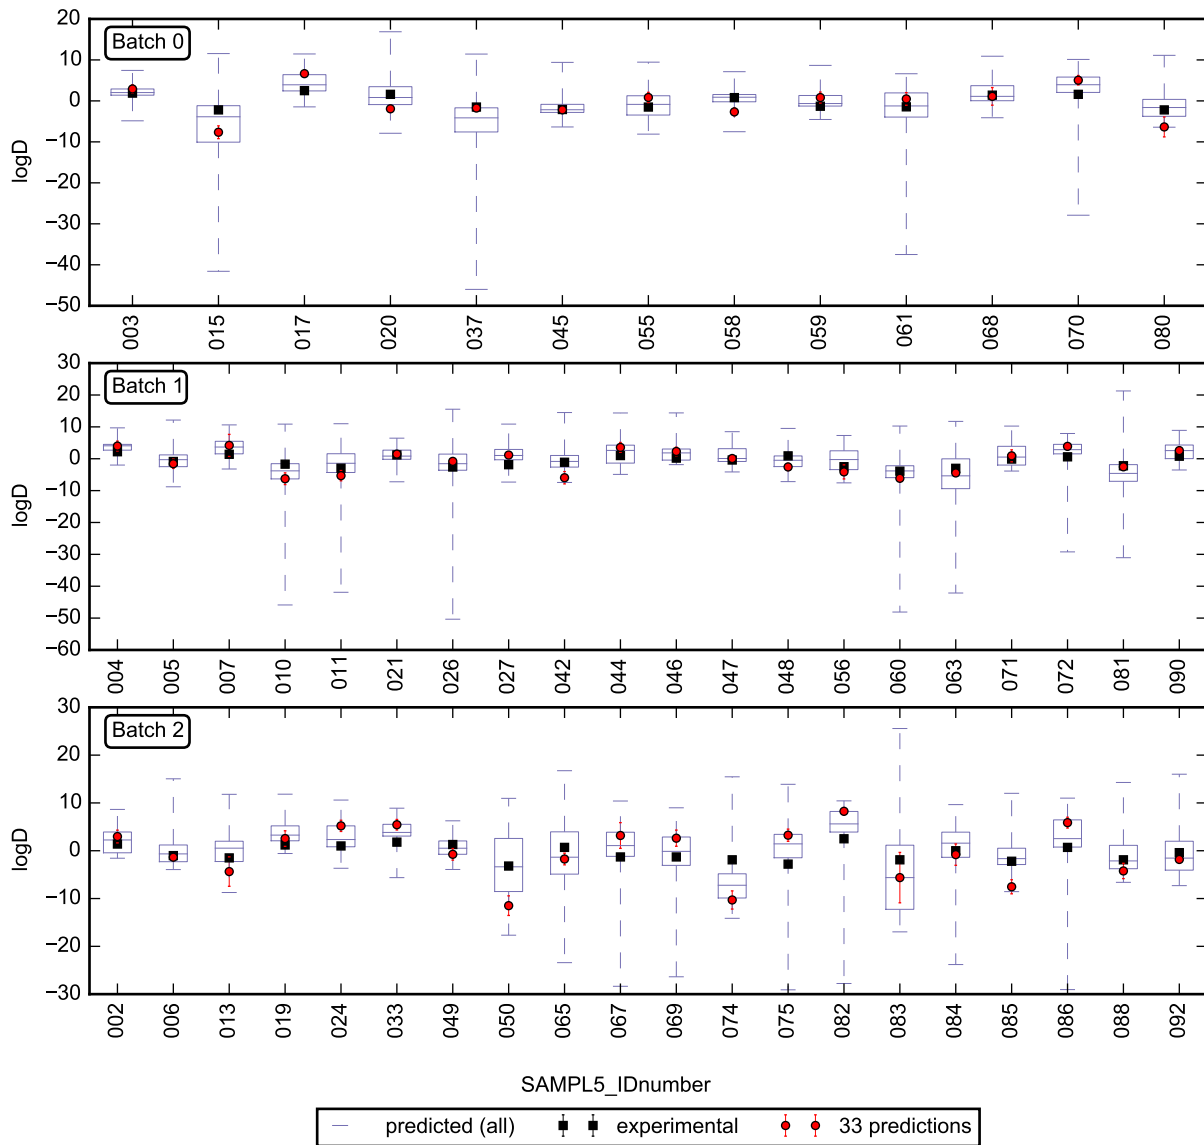 Batch 0
logD
20
10
0
−10
−20
−30
−40
−50
003 015 017 020 037 045 055 058 059 061 068 070 080
Batch 1
logD
30
20
10
0
−10
−20
−30
−40
−50
−60
004 005 007 010 011 021 026 027 042 044 046 047 048 056 060 063 071 072 081 090
Batch 2
logD
30
20
10
0
−10
−20
−30
002 006 013 019 024 033 049 050 065 067 069 074 075 082 083 084 085 086 088 092
SAMPL5_IDnumber
predicted (all) experimental 33 predictions